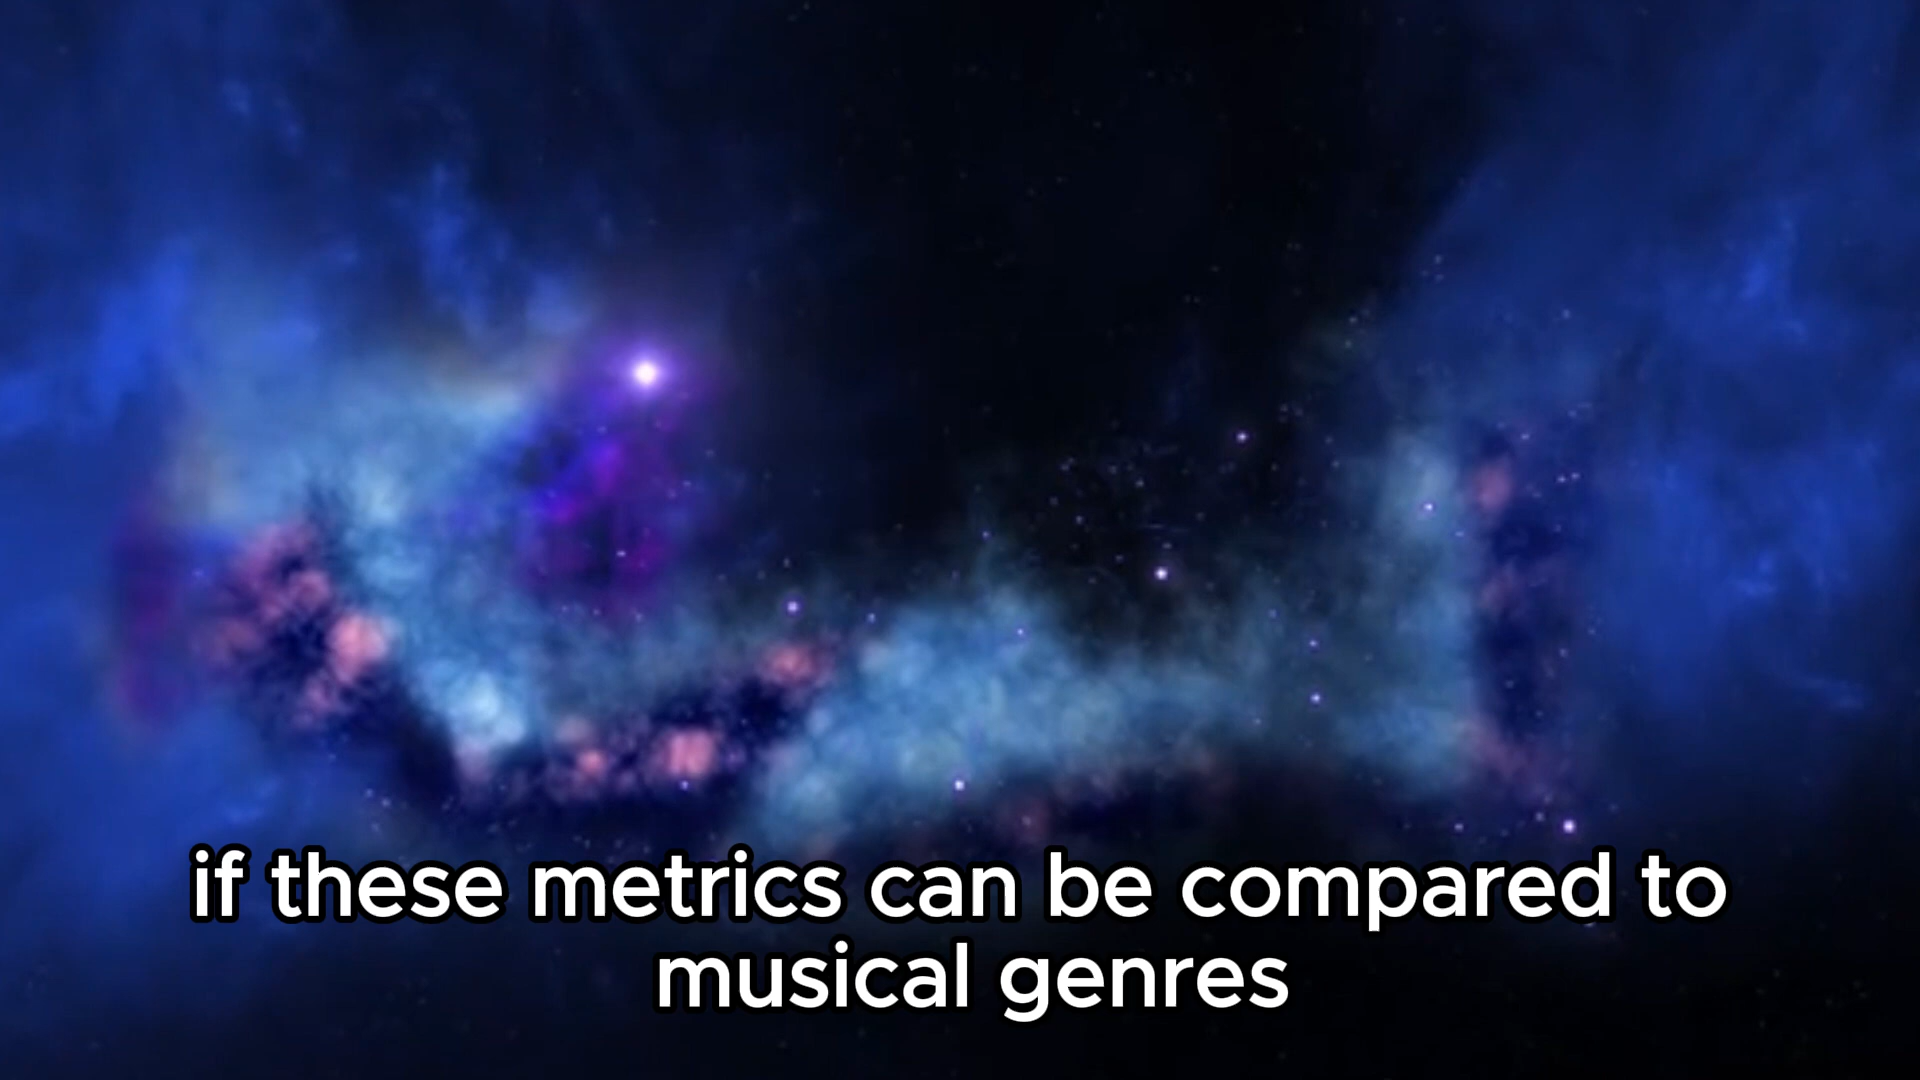 if these metrics can be compared to
musical genres